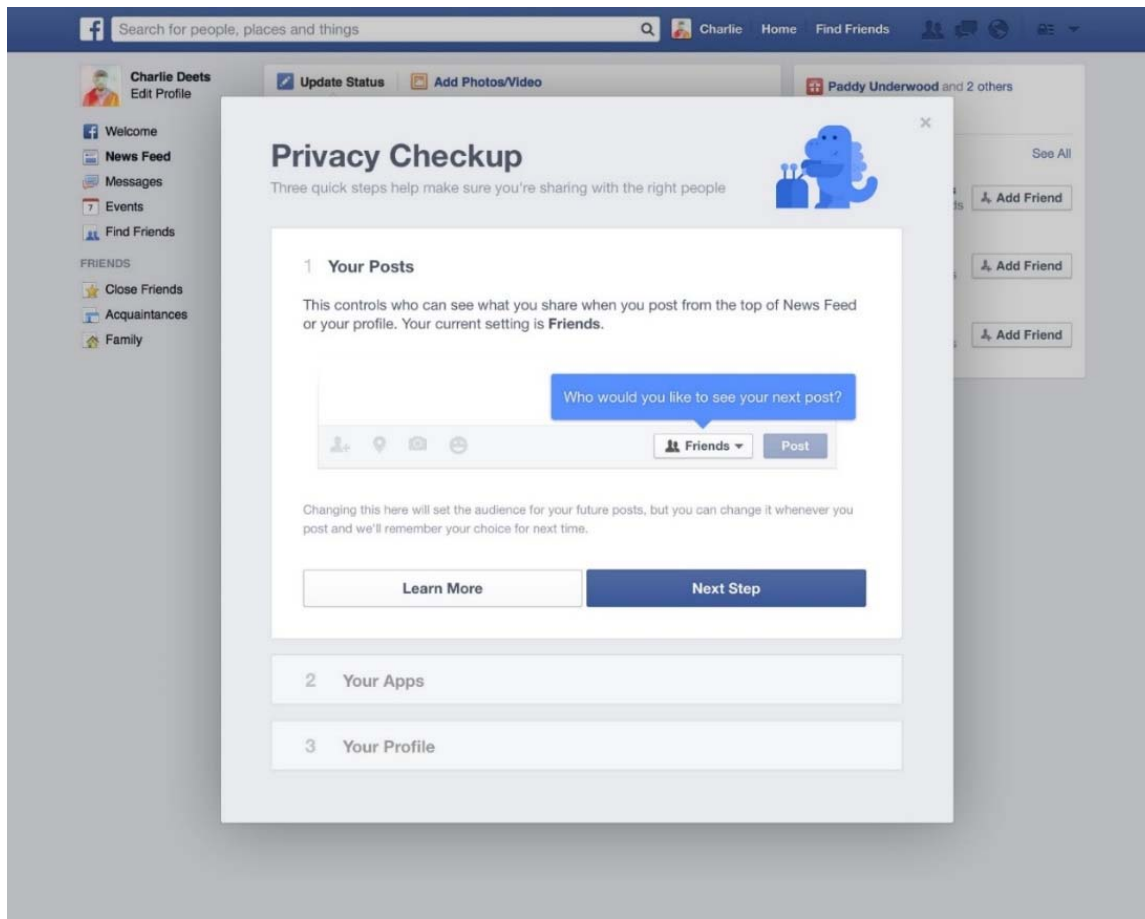 f
Search for people, places and things
Charlie Home Find Friends
Charlie Deets
Edit Profile
Welcome
News Feed
Messages
7
Events
Find Friends
FRIENDS
Close Friends
Acquaintances
Family
Update Status
Add Photos/Video
Paddy Underwood and 2 others
See All
Add Friend
Add Friend
Add Friend
×
Privacy Checkup
Three quick steps help make sure you're sharing with the right people
1 Your Posts
This controls who can see what you share when you post from the top of News Feed
or your profile. Your current setting is Friends.
Who would you like to see your next post?
Friends
Post
Changing this here will set the audience for your future posts, but you can change it whenever you
post and we'll remember your choice for next time.
Learn More
Next Step
2 Your Apps
3 Your Profile